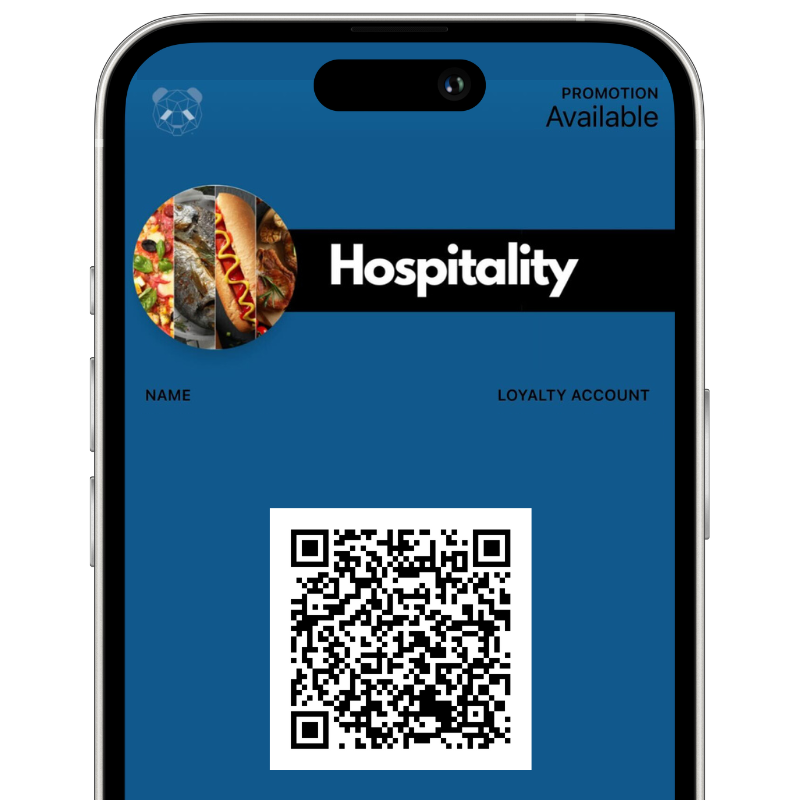 PROMOTION
Available
Hospitality
NAME
LOYALTY ACCOUNT